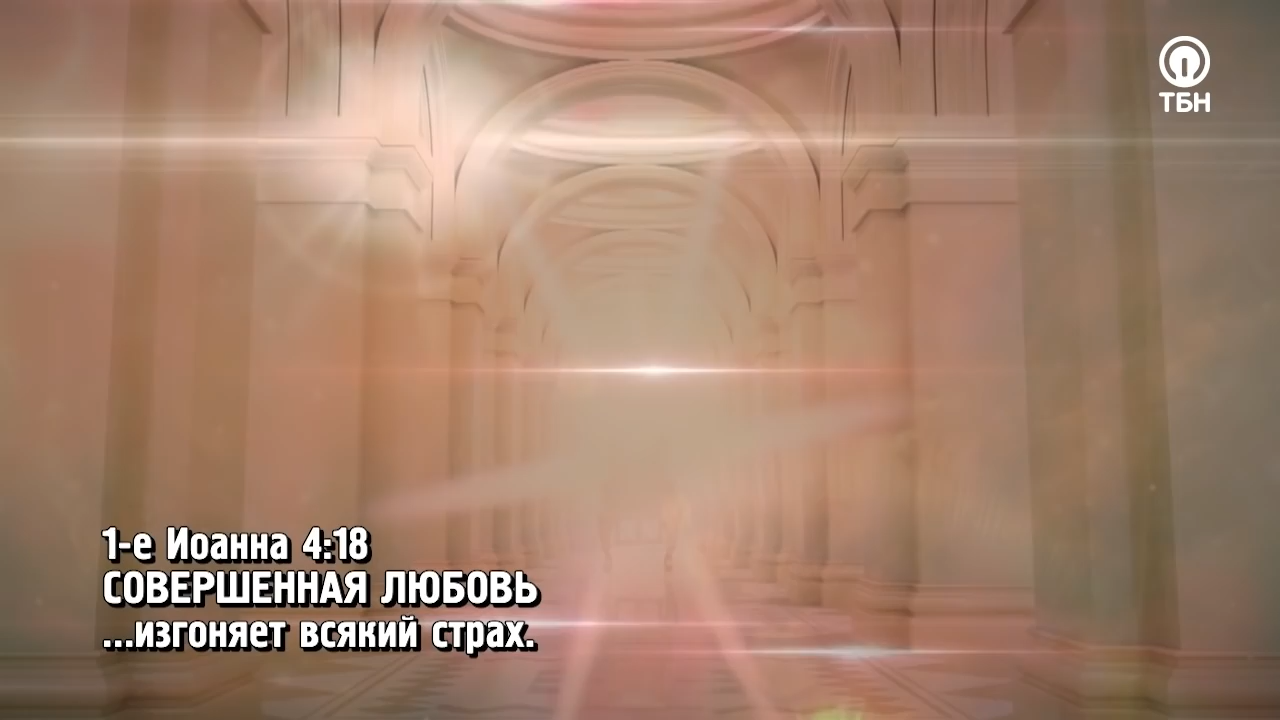 ТБН
1-е Иоанна 4:18
СОВЕРШЕННАЯ ЛЮБОВЬ
...изгоняет всякий страх.